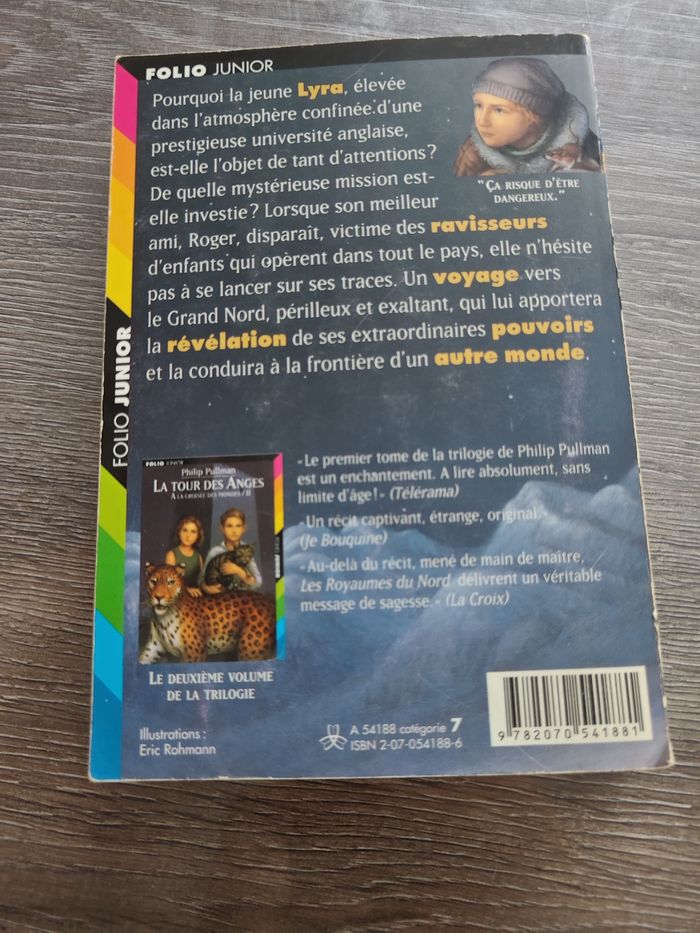 FOLIO JUNIOR
Pourquoi la jeune Lyra, élevée
dans l'atmosphère confinée d'une
prestigieuse université anglaise,
est-elle l'objet de tant d'attentions ?
De quelle mystérieuse mission est-
elle investie ? Lorsque son meilleur
ami, Roger, disparaît, victime des ravisseurs
d'enfants qui opèrent dans tout le pays, elle n'hésite
pas à se lancer sur ses traces. Un voyage vers
le Grand Nord, périlleux et exaltant, qui lui apportera
la révélation de ses extraordinaires pouvoirs
et la conduira à la frontière d'un autre monde.
"ÇA RISQUE D'ÊTRE
DANGEREUX."
FOLIO JUNIOR
FOLIO JUNIOR
Philip Pullman
LA TOUR DES ANGES
A LA CROISÉE DES MONDES / II
LE DEUXIÈME VOLUME
DE LA TRILOGIE
- Le premier tome de la trilogie de Philip Pullman
est un enchantement. A lire absolument, sans
limite d'âge ! - (Télérama)
- Un récit captivant, étrange, original. -
(Je Bouquine)
- Au-delà du récit, mené de main de maître,
Les Royaumes du Nord délivrent un véritable
message de sagesse. - (La Croix)
Illustrations :
Eric Rohmann
A 54188 catégorie 7
ISBN 2-07-054188-6
9 782070 541881